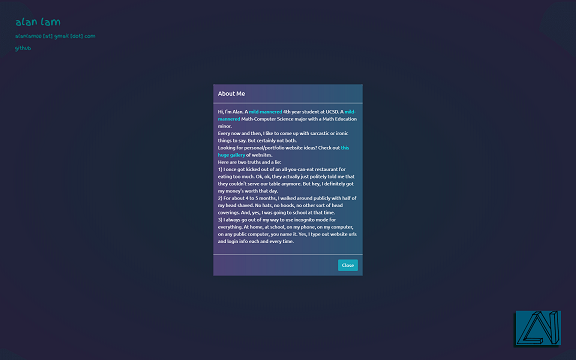 alan lam
alanlamsd [at] gmail [dot] com
github
About Me
Hi, I'm Alan. A mild-mannered 4th year student at UCSD. A mild-
mannered Math-Computer Science major with a Math Education
minor.
Every now and then, I like to come up with sarcastic or ironic
things to say. But certainly not both.
Looking for personal/portfolio website ideas? Check out this
huge gallery of websites.
Here are two truths and a lie:
1) I once got kicked out of an all-you-can-eat restaurant for
eating too much. Ok, ok, they actually just politely told me that
they couldn't serve our table anymore. But hey, I definitely got
my money's worth that day.
2) For about 4 to 5 months, I walked around publicly with half of
my head shaved. No hats, no hoods, no other sort of head
coverings. And, yes, I was going to school at that time.
3) I always go out of my way to use incognito mode for
everything. At home, at school, on my phone, on my computer,
on any public computer, you name it. Yes, I type out website urls
and login info each and every time.
Close